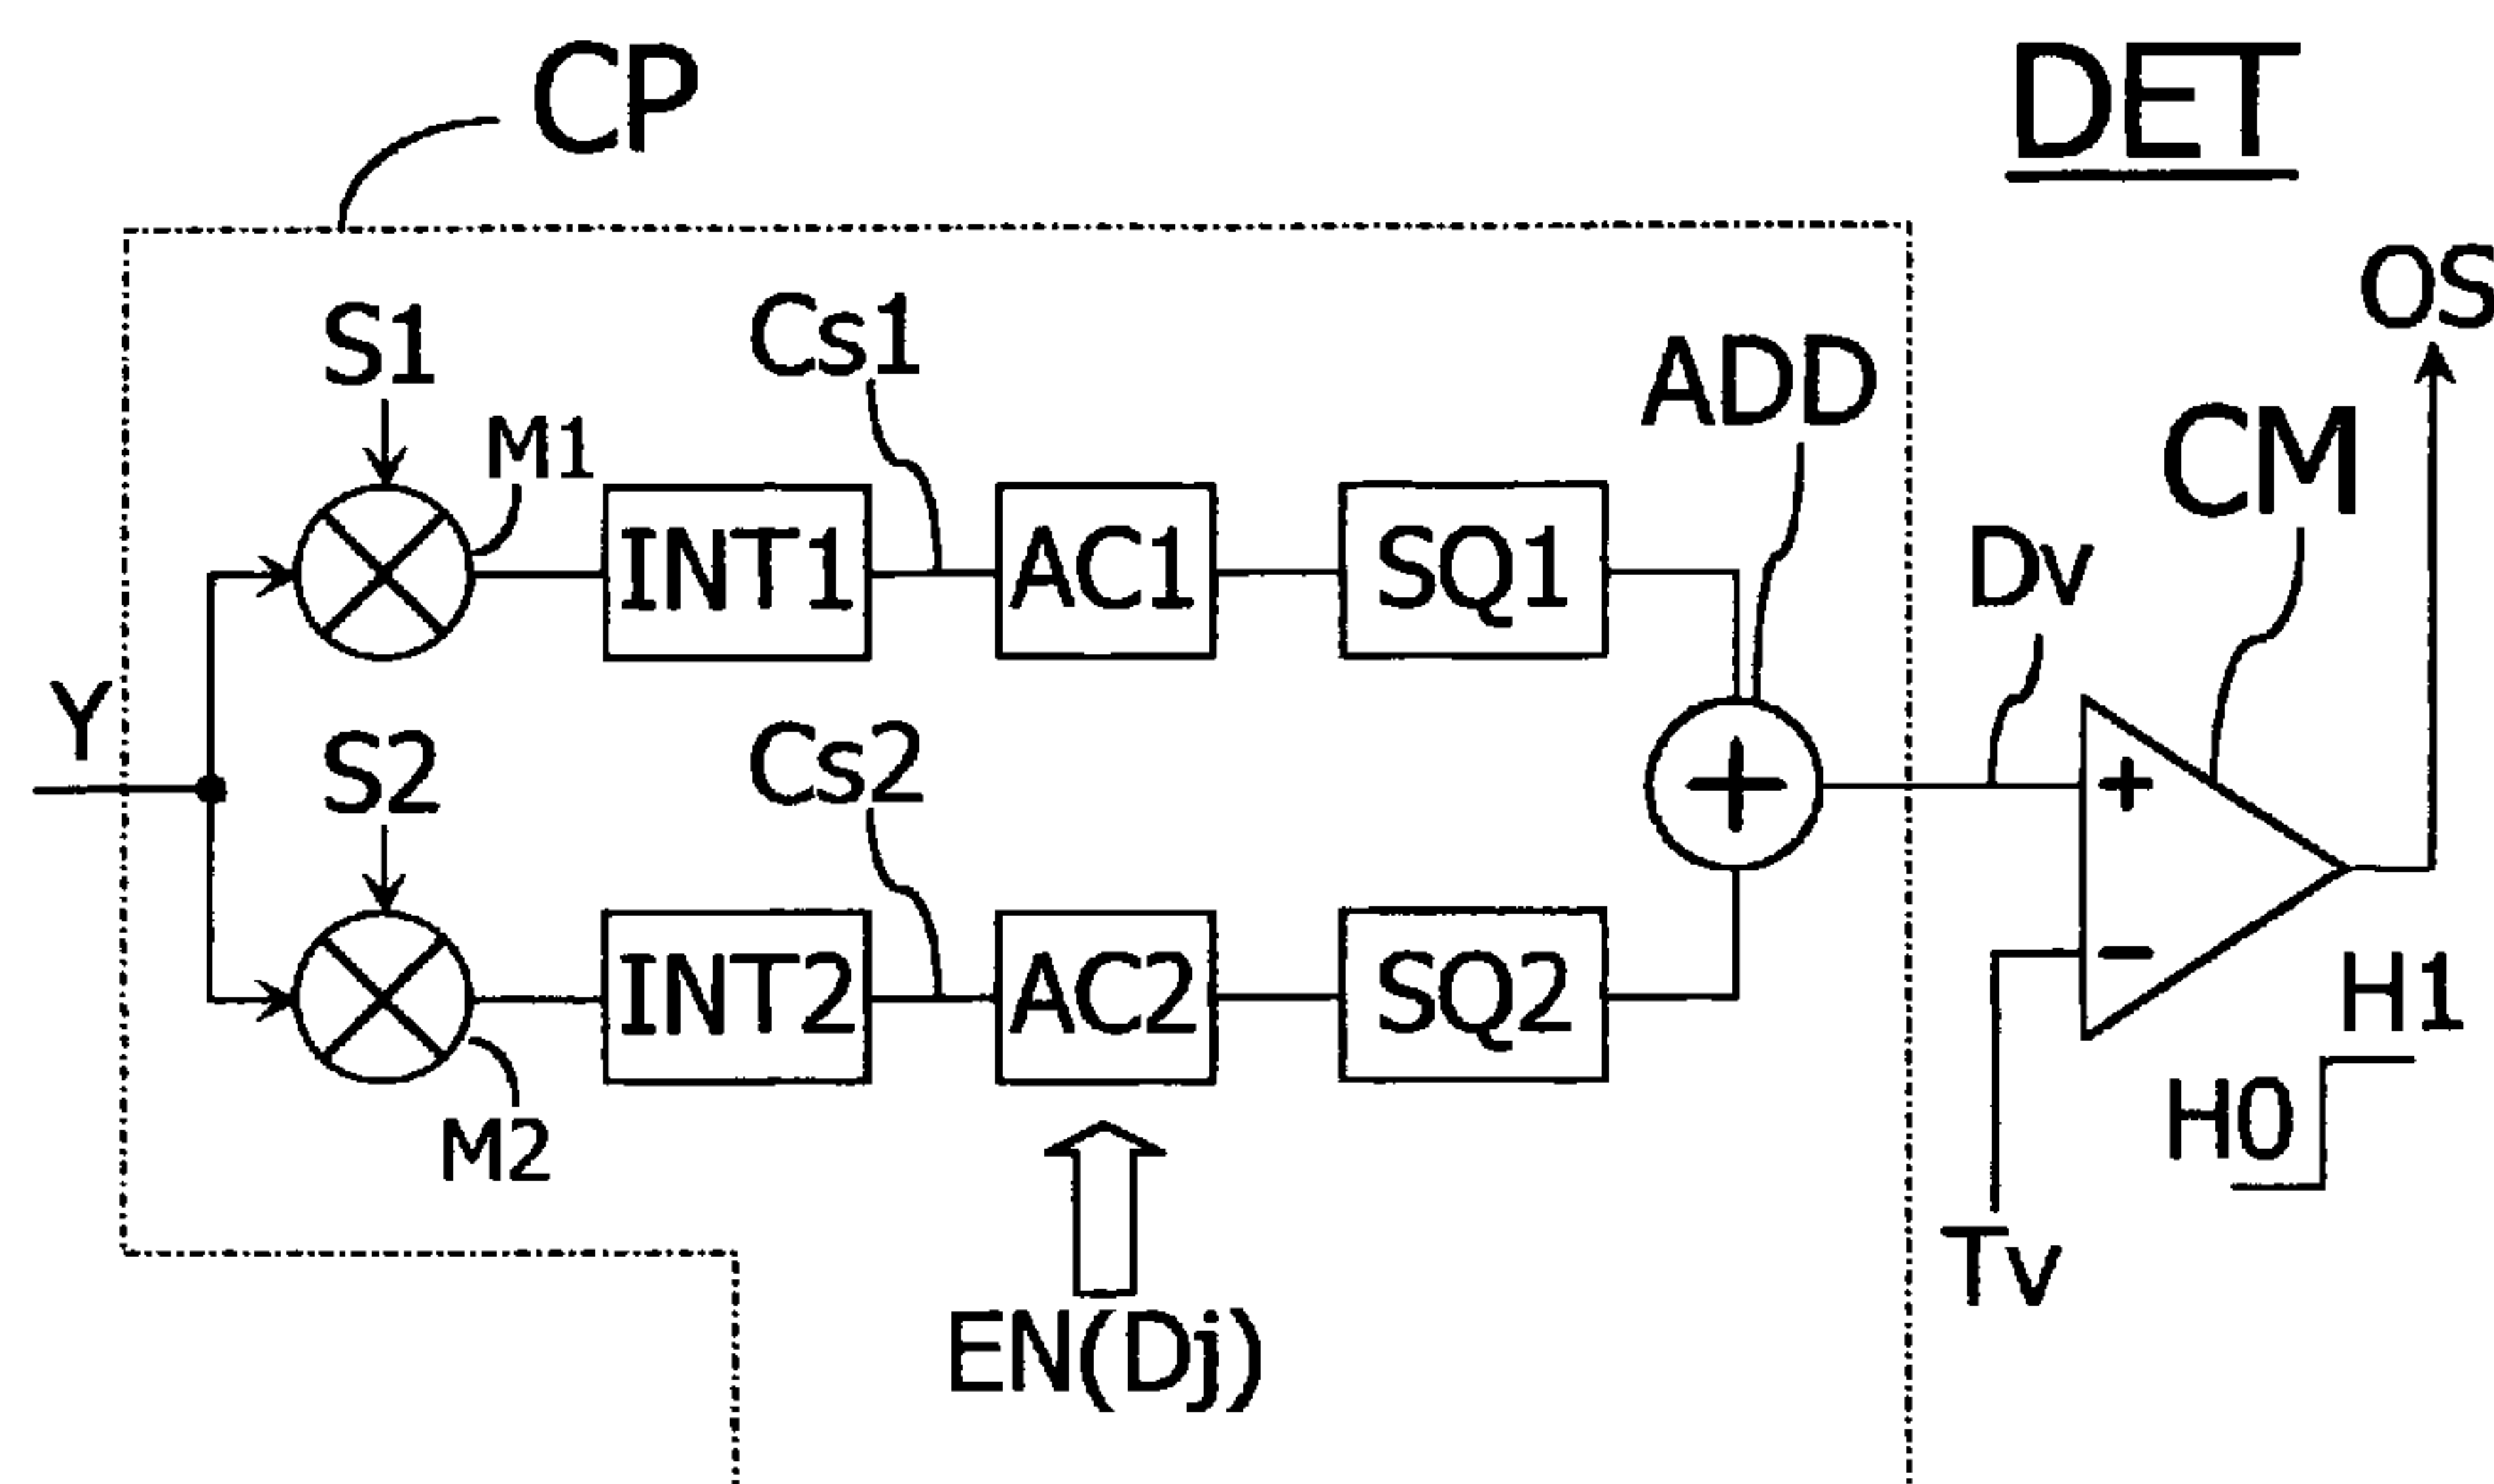 CP
DET
OS
S1
Cs1
ADD
M1
CM
INT1
AC1
SQ1
Dv
Y
S2
Cs2
+
+
INT2
AC2
SQ2
−
H1
M2
H0
Tv
EN(Dj)